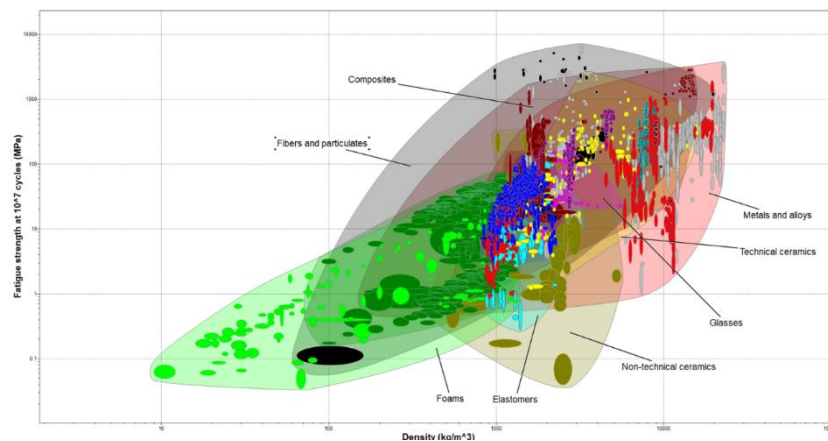 Fatigue strength at 10^7 cycles (MPa)
10000
1000
100
10
1
0.1
Composites
Fibers and particulates
Metals and alloys
Technical ceramics
Glasses
Non-technical ceramics
Foams
Elastomers
10
100
1000
10000
Density (kg/m^3)